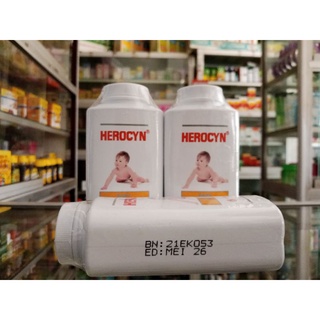 HEROCYN®
HEROCYN®
BN: 21EK053
ED: MEI 26